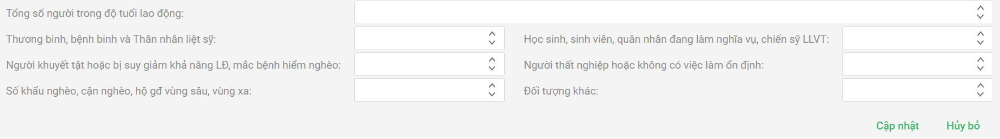 Tổng số người trong độ tuổi lao động:
Thương binh, bệnh binh và Thân nhân liệt sỹ:
Học sinh, sinh viên, quân nhân đang làm nghĩa vụ, chiến sỹ LLVT:
Người khuyết tật hoặc bị suy giảm khả năng LĐ, mắc bệnh hiểm nghèo:
Người thất nghiệp hoặc không có việc làm ổn định:
Số khẩu nghèo, cận nghèo, hộ gđ vùng sâu, vùng xa:
Đối tượng khác:
Cập nhật
Hủy bỏ